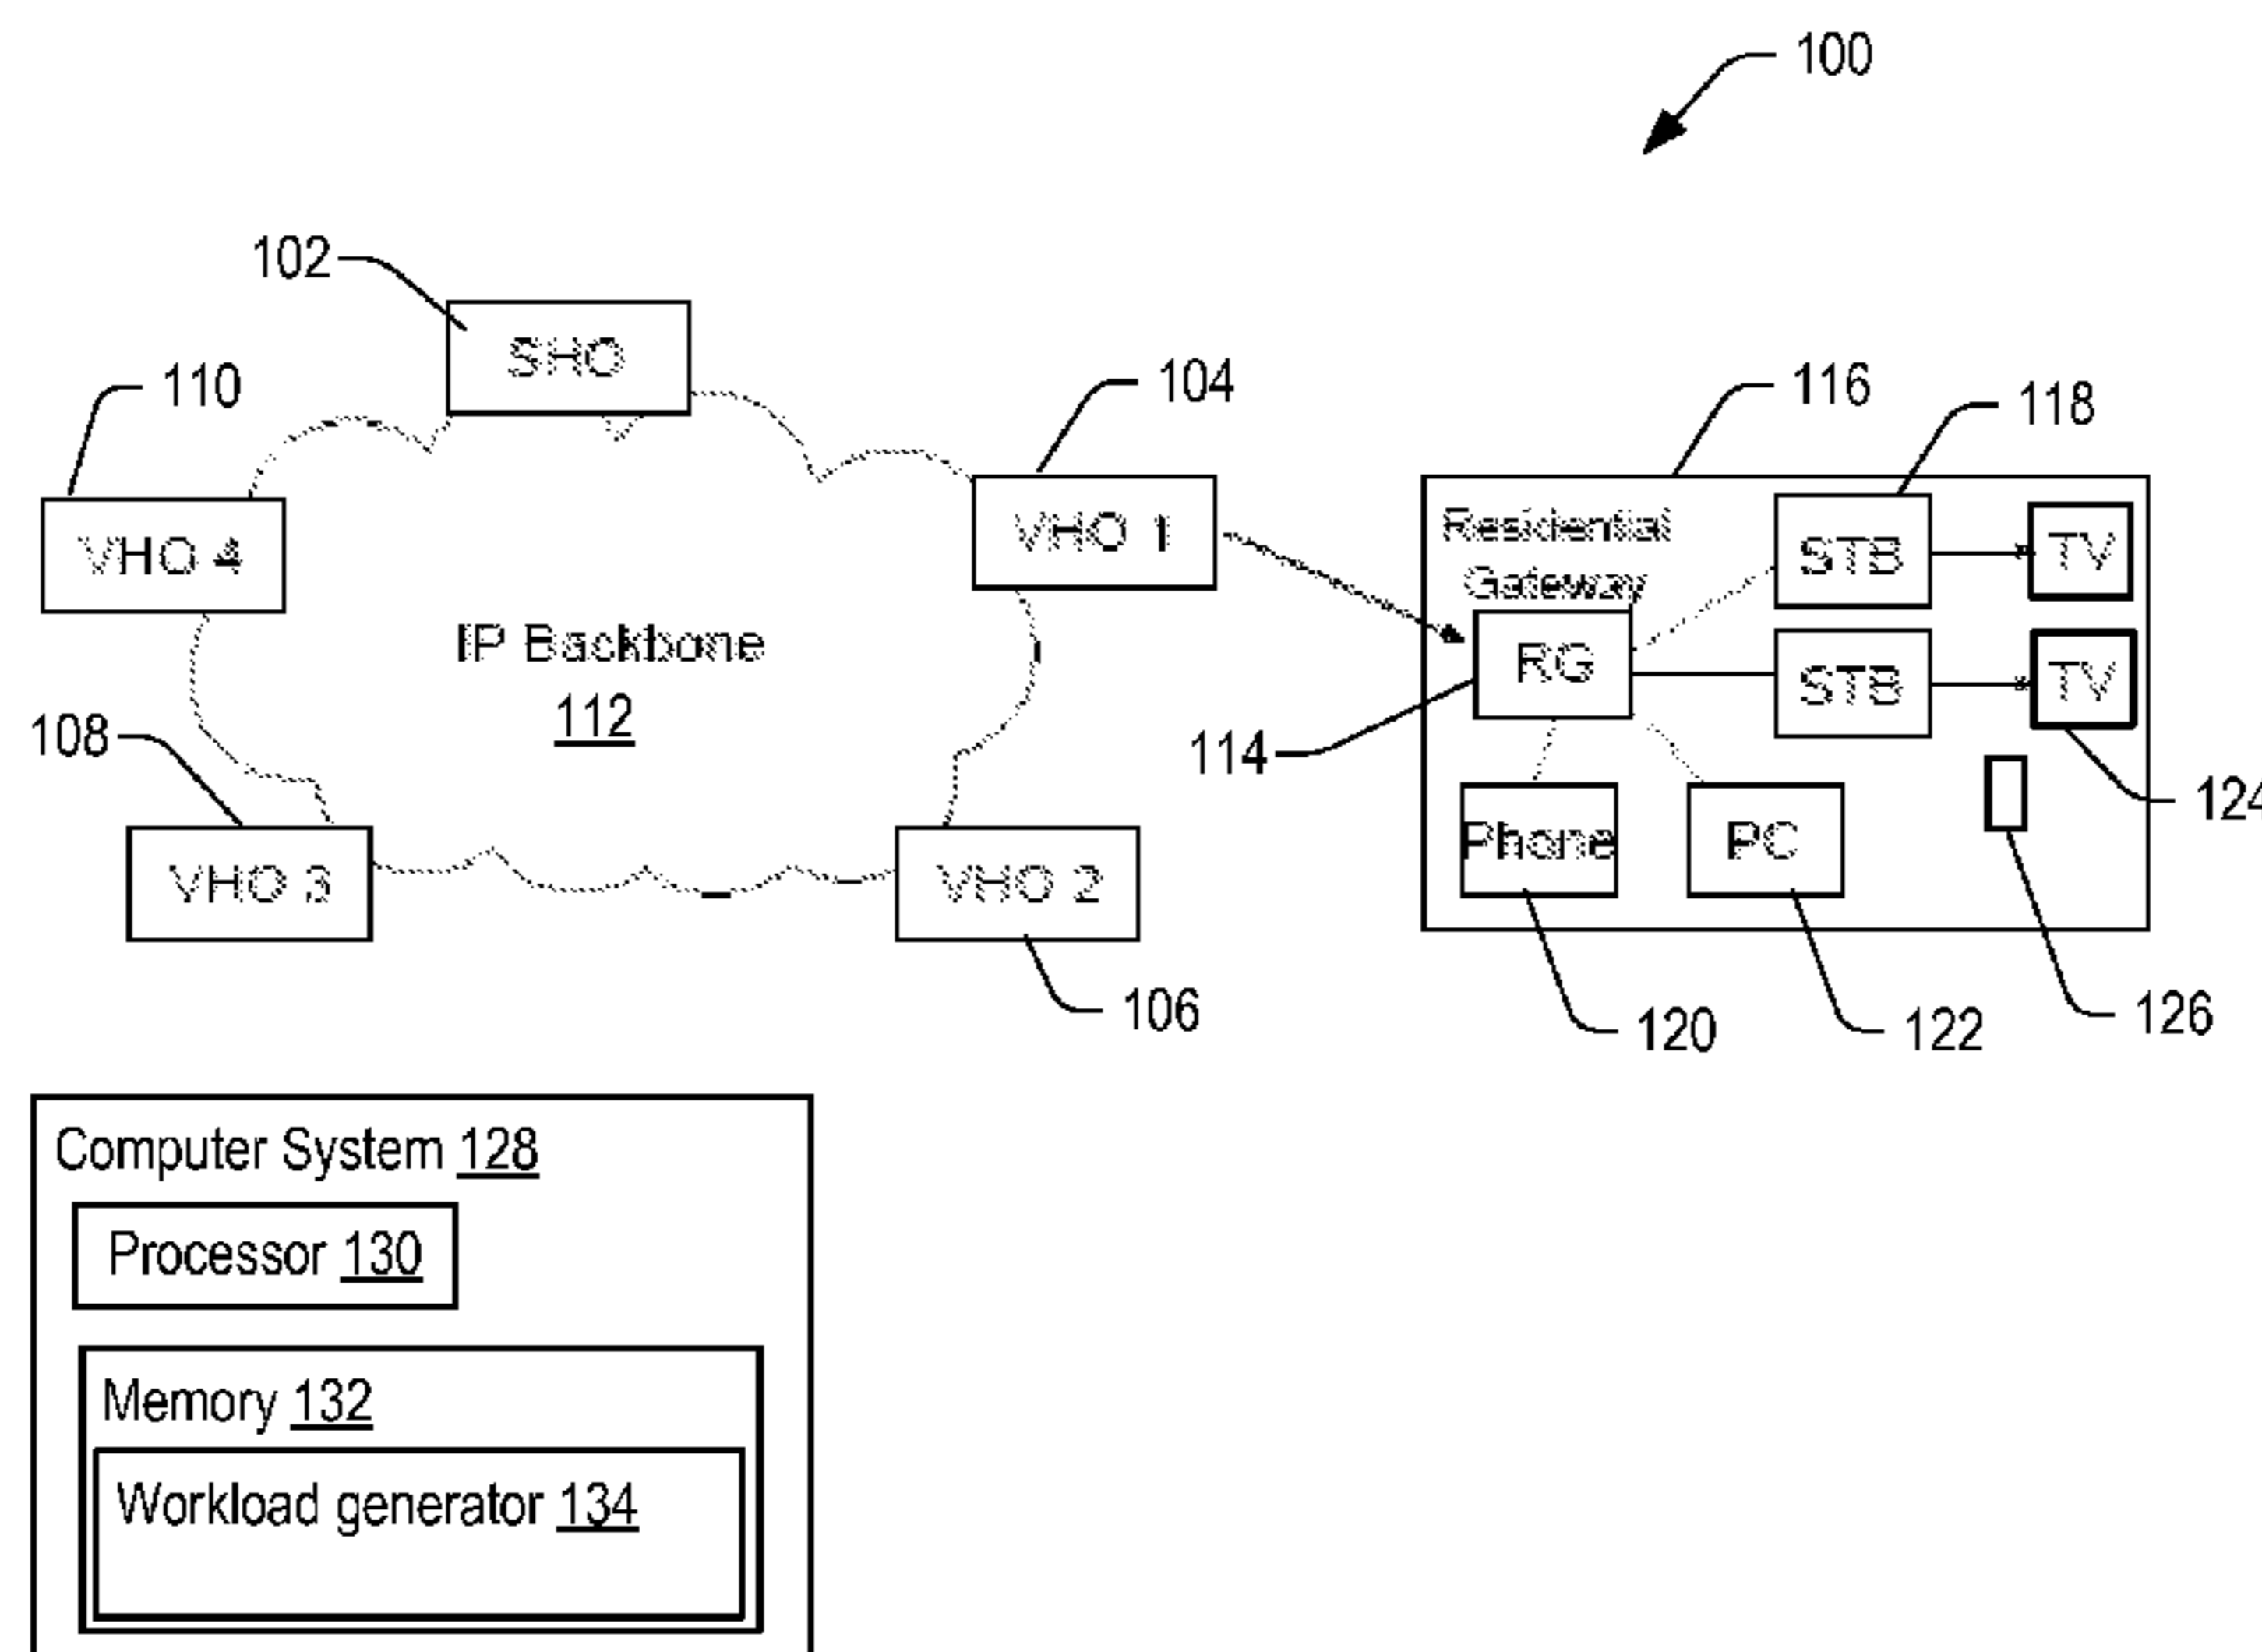 100
102
SHO
110
104
116
118
VHO 4
VHO 1
Residential
Gateway
STB
TV
IP Backbone
112
RG
STB
TV
108
114
124
VHO 3
VHO 2
Phone
PC
106
120
122
126
Computer System 128
Processor 130
Memory 132
Workload generator 134